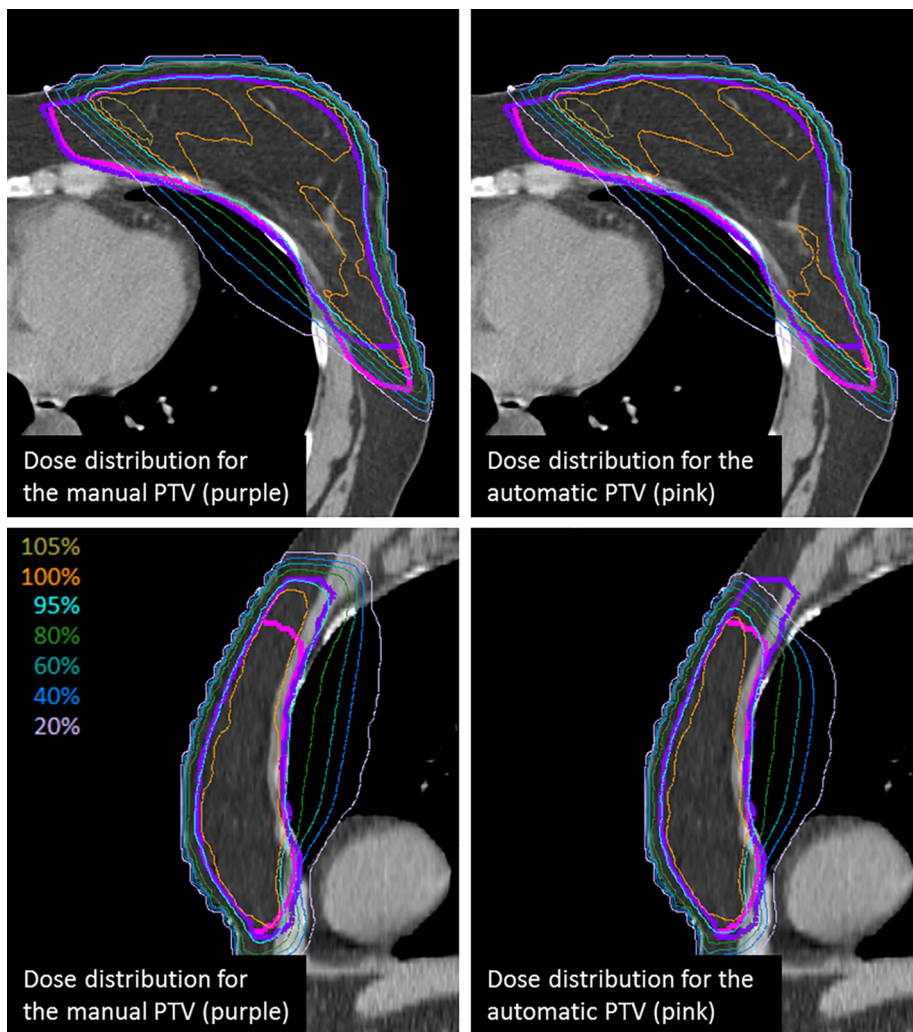 Dose distribution for
the manual PTV (purple)
Dose distribution for the
automatic PTV (pink)
105%
100%
95%
80%
60%
40%
20%
Dose distribution for
the manual PTV (purple)
Dose distribution for the
automatic PTV (pink)